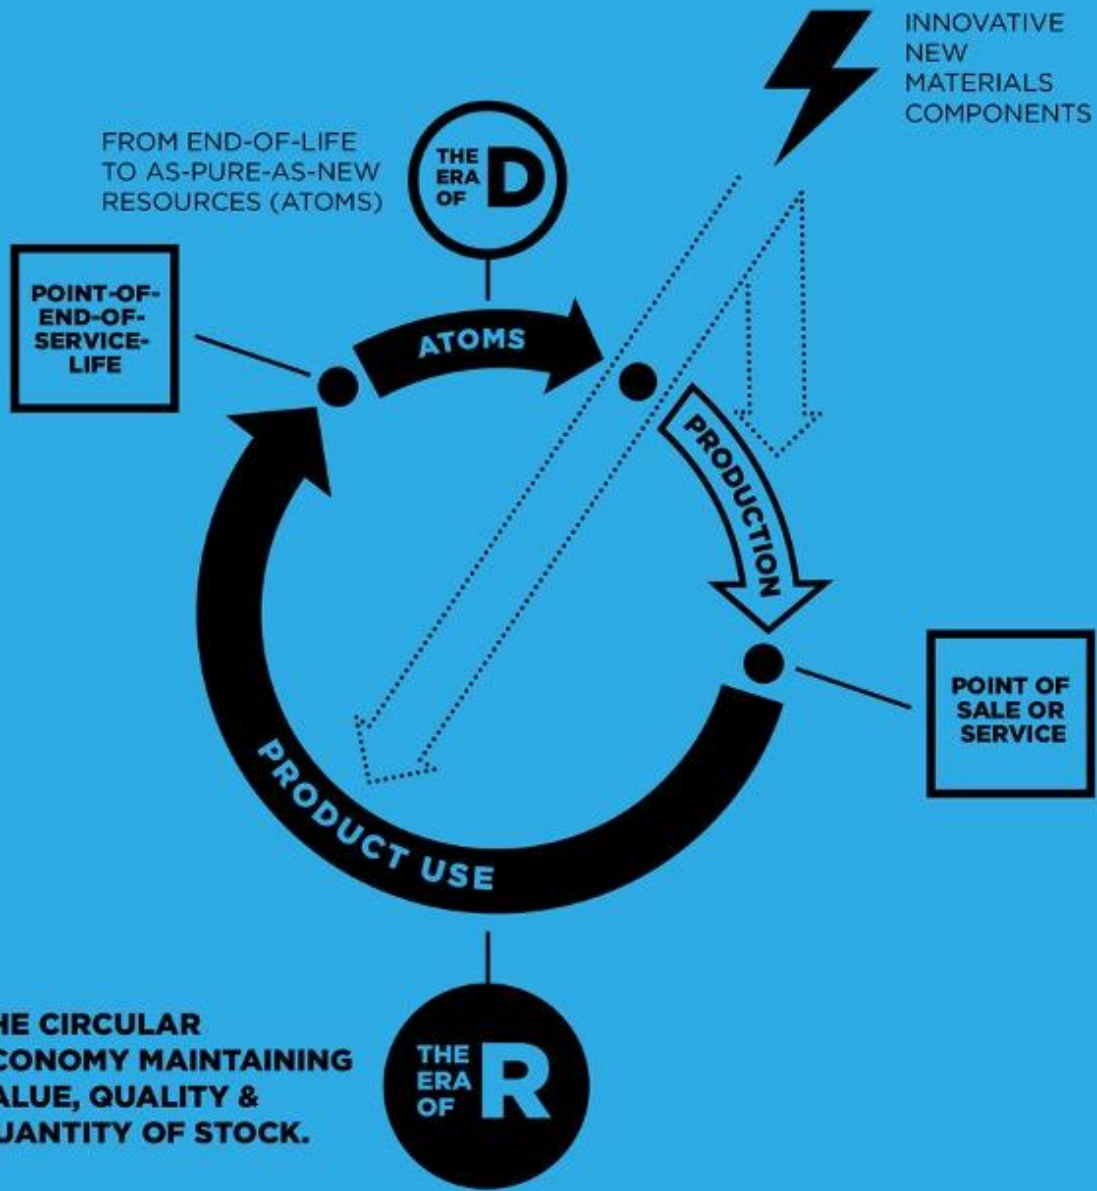 INNOVATIVE
NEW
MATERIALS
COMPONENTS
FROM END-OF-LIFE
TO AS-PURE-AS-NEW
RESOURCES (ATOMS)
THE
ERA
OF D
POINT-OF-
END-OF-
SERVICE-
LIFE
ATOMS
PRODUCTION
POINT OF
SALE OR
SERVICE
PRODUCT USE
HE CIRCULAR
CONOMY MAINTAINING
ALUE, QUALITY &
UANTITY OF STOCK.
THE
ERA
OF R